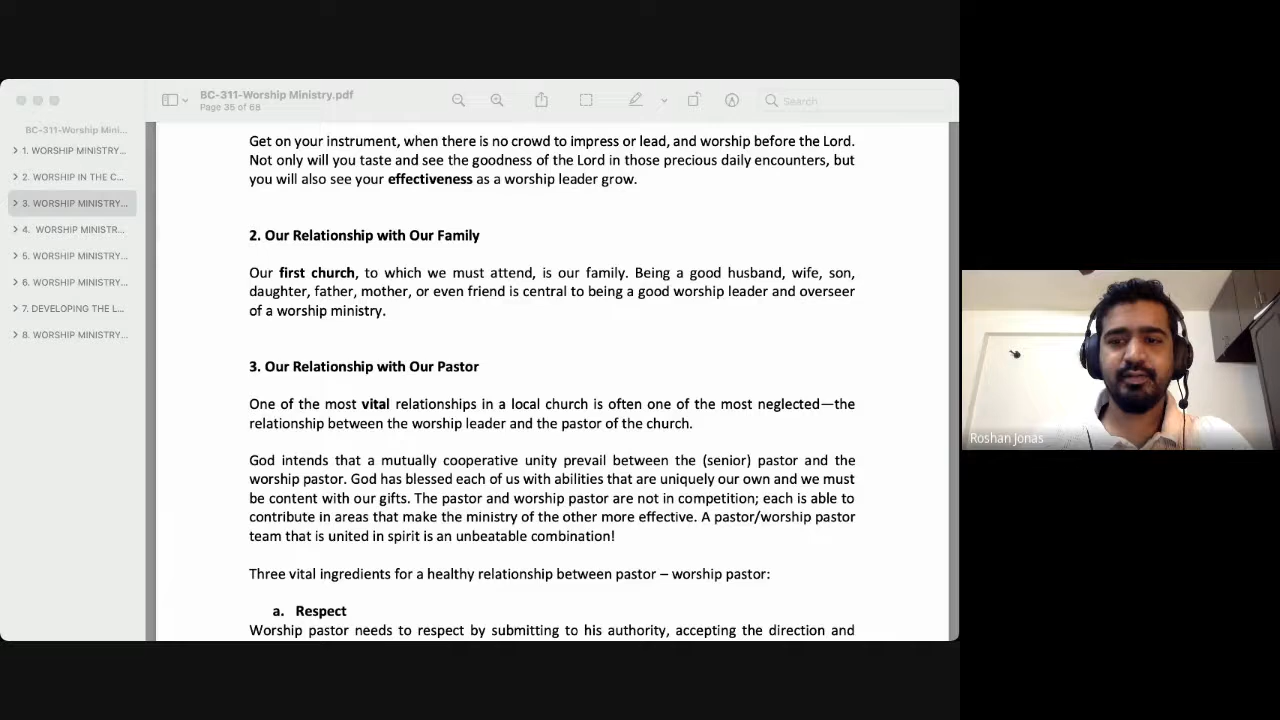 BC-311-Worship Ministry.pdf
Page 35 of 68
Search
BC-311-Worship Mini...
1. WORSHIP MINISTRY...
2. WORSHIP IN THE C...
3. WORSHIP MINISTRY...
4. WORSHIP MINISTR...
5. WORSHIP MINISTRY...
6. WORSHIP MINISTRY...
7. DEVELOPING THE L...
8. WORSHIP MINISTRY...
Get on your instrument, when there is no crowd to impress or lead, and worship before the Lord.
Not only will you taste and see the goodness of the Lord in those precious daily encounters, but
you will also see your effectiveness as a worship leader grow.
2. Our Relationship with Our Family
Our first church, to which we must attend, is our family. Being a good husband, wife, son,
daughter, father, mother, or even friend is central to being a good worship leader and overseer
of a worship ministry.
3. Our Relationship with Our Pastor
One of the most vital relationships in a local church is often one of the most neglected—the
relationship between the worship leader and the pastor of the church.
God intends that a mutually cooperative unity prevail between the (senior) pastor and the
worship pastor. God has blessed each of us with abilities that are uniquely our own and we must
be content with our gifts. The pastor and worship pastor are not in competition; each is able to
contribute in areas that make the ministry of the other more effective. A pastor/worship pastor
team that is united in spirit is an unbeatable combination!
Three vital ingredients for a healthy relationship between pastor – worship pastor:
a. Respect
Worship pastor needs to respect by submitting to his authority, accepting the direction and
Roshan Jonas